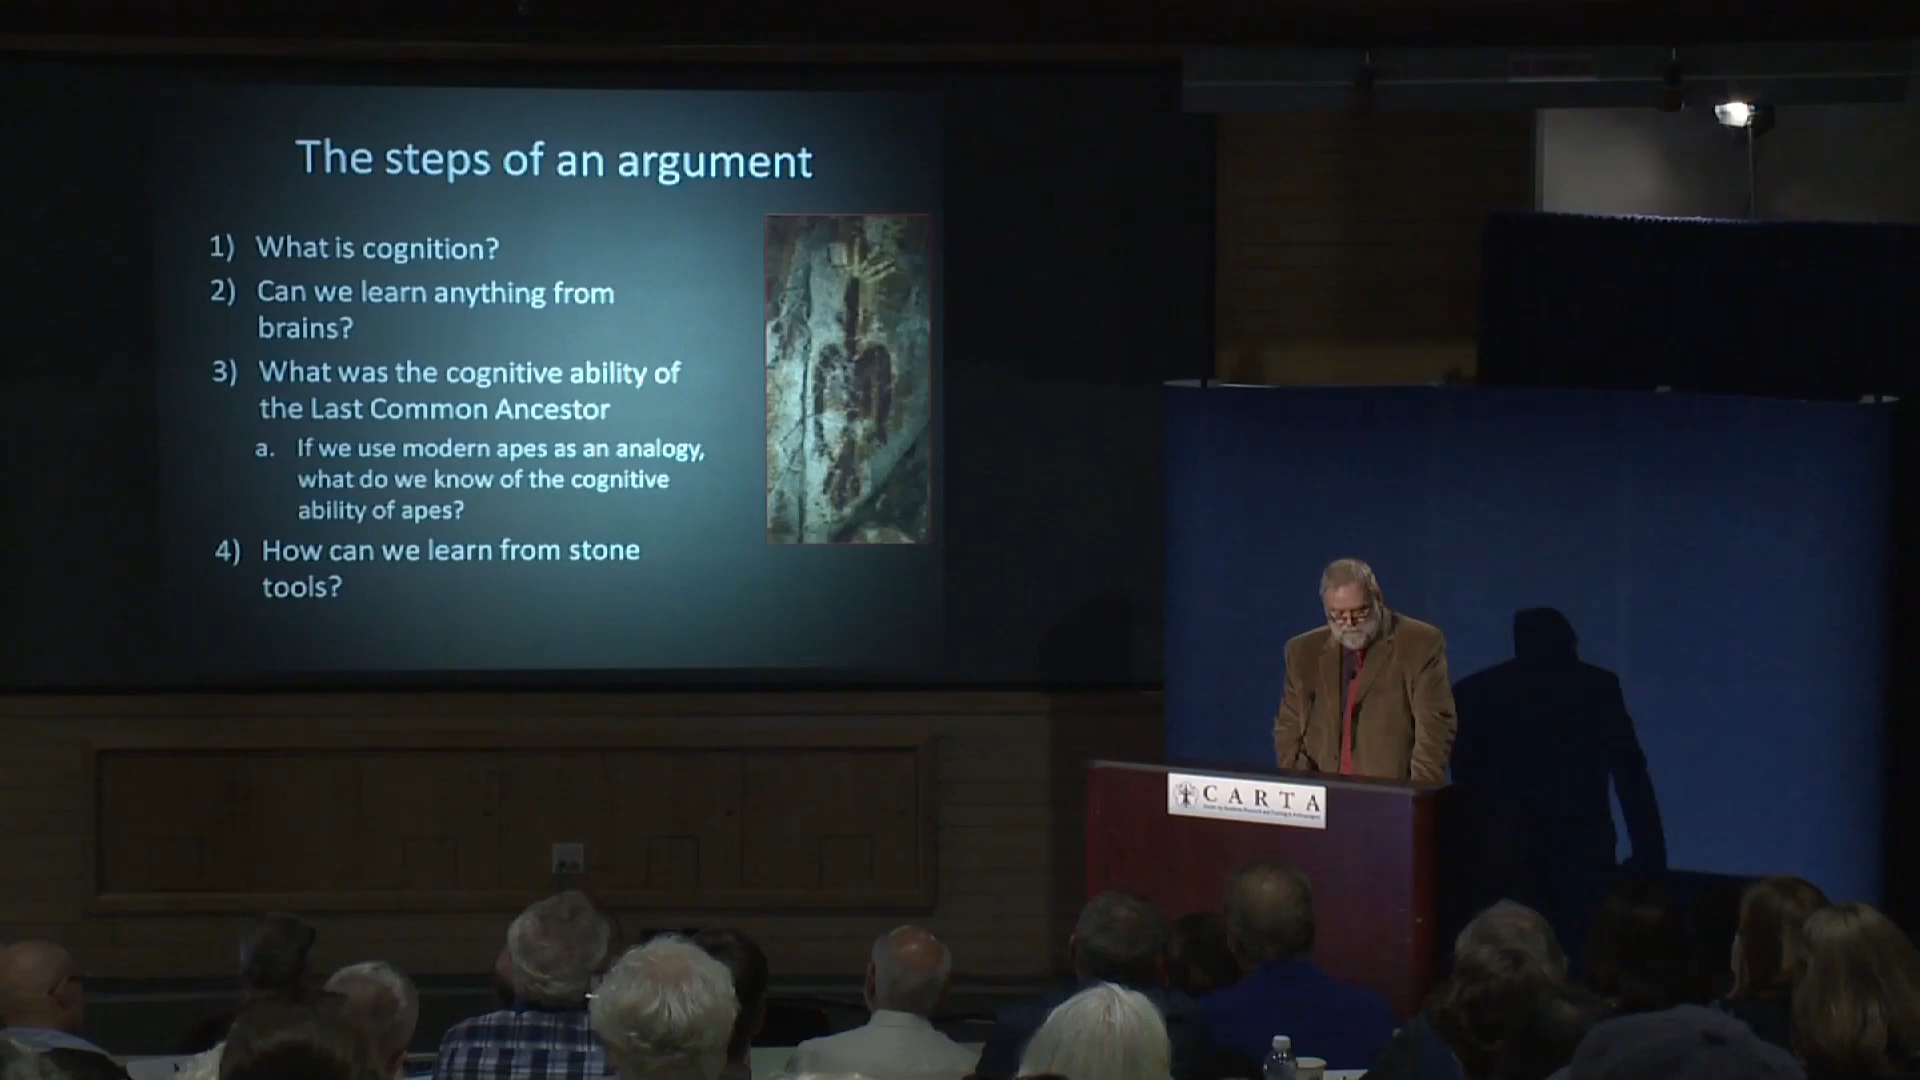 The steps of an argument
1) What is cognition?
2) Can we learn anything from
brains?
3) What was the cognitive ability of
the Last Common Ancestor
a. If we use modern apes as an analogy,
what do we know of the cognitive
ability of apes?
4) How can we learn from stone
tools?
CARTA